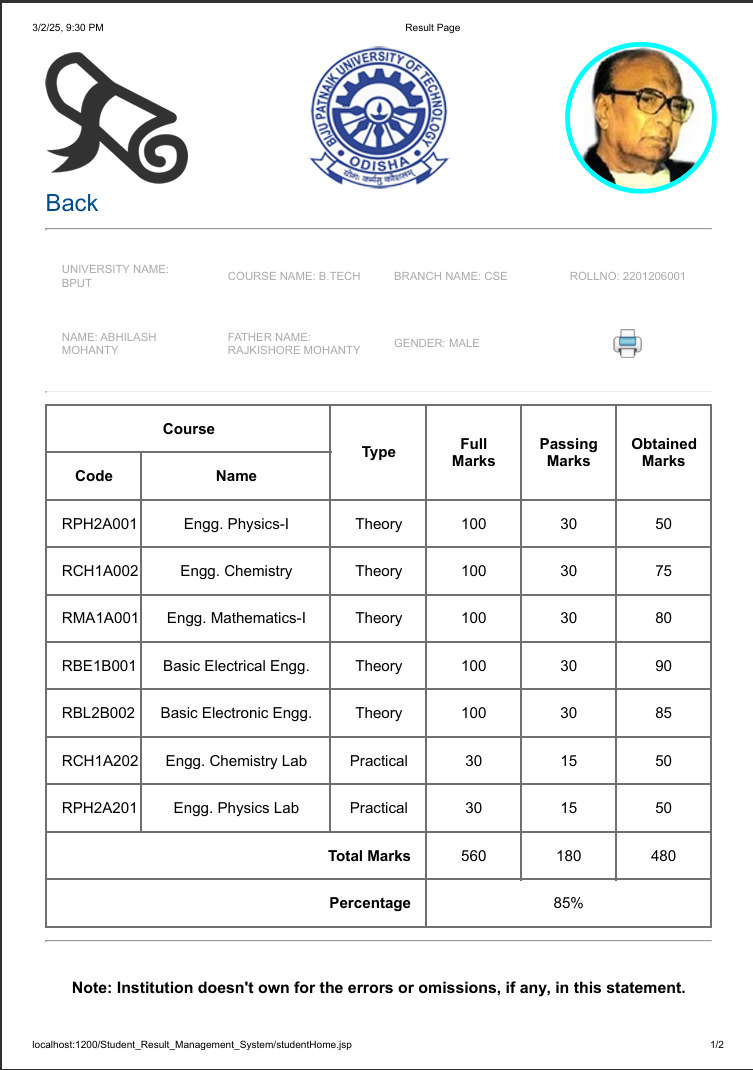 3/2/25, 9:30 PM Result Page
BIJU PATNAIK UNIVERSITY OF TECHNOLOGY
ODISHA
योगः कर्मसु कौशलम्
Back
UNIVERSITY NAME:
BPUT
COURSE NAME: B.TECH
BRANCH NAME: CSE
ROLLNO: 2201206001
NAME: ABHILASH
MOHANTY
FATHER NAME:
RAJKISHORE MOHANTY
GENDER: MALE
Course
Type
Full
Marks
Passing
Marks
Obtained
Marks
Code Name
RPH2A001 Engg. Physics-I Theory 100 30 50
RCH1A002 Engg. Chemistry Theory 100 30 75
RMA1A001 Engg. Mathematics-I Theory 100 30 80
RBE1B001 Basic Electrical Engg. Theory 100 30 90
RBL2B002 Basic Electronic Engg. Theory 100 30 85
RCH1A202 Engg. Chemistry Lab Practical 30 15 50
RPH2A201 Engg. Physics Lab Practical 30 15 50
Total Marks 560 180 480
Percentage 85%
Note: Institution doesn't own for the errors or omissions, if any, in this statement.
localhost:1200/Student_Result_Management_System/studentHome.jsp 1/2